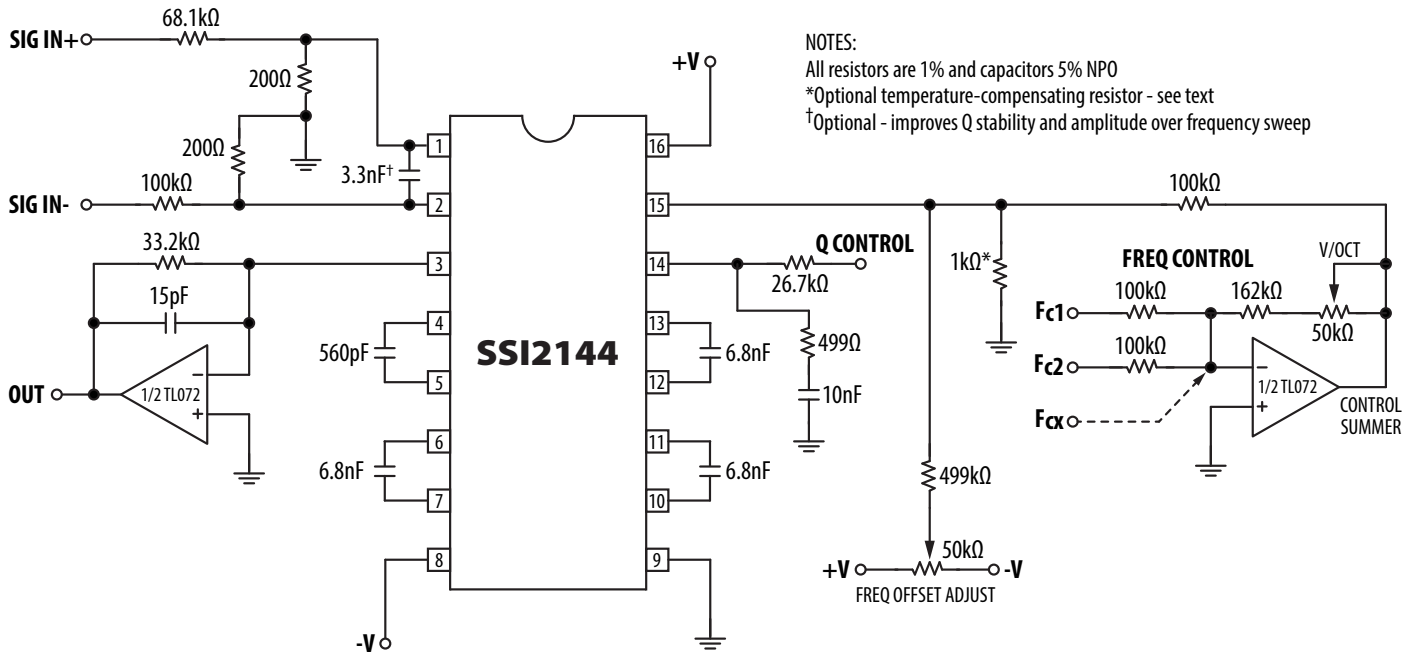 SIG IN+
68.1kΩ
200Ω
200Ω
100kΩ
SIG IN-
3.3nF†
33.2kΩ
15pF
OUT
1/2 TL072
−
+
560pF
6.8nF
-V
1
2
3
4
5
6
7
8
SSI2144
16
15
14
13
12
11
10
9
+V
Q CONTROL
26.7kΩ
499Ω
10nF
6.8nF
6.8nF
NOTES:
All resistors are 1% and capacitors 5% NPO
*Optional temperature-compensating resistor - see text
†Optional - improves Q stability and amplitude over frequency sweep
100kΩ
1kΩ*
FREQ CONTROL
V/OCT
Fc1
100kΩ
162kΩ
50kΩ
Fc2
100kΩ
Fcx
−
+
1/2 TL072
CONTROL
SUMMER
499kΩ
50kΩ
+V
-V
FREQ OFFSET ADJUST